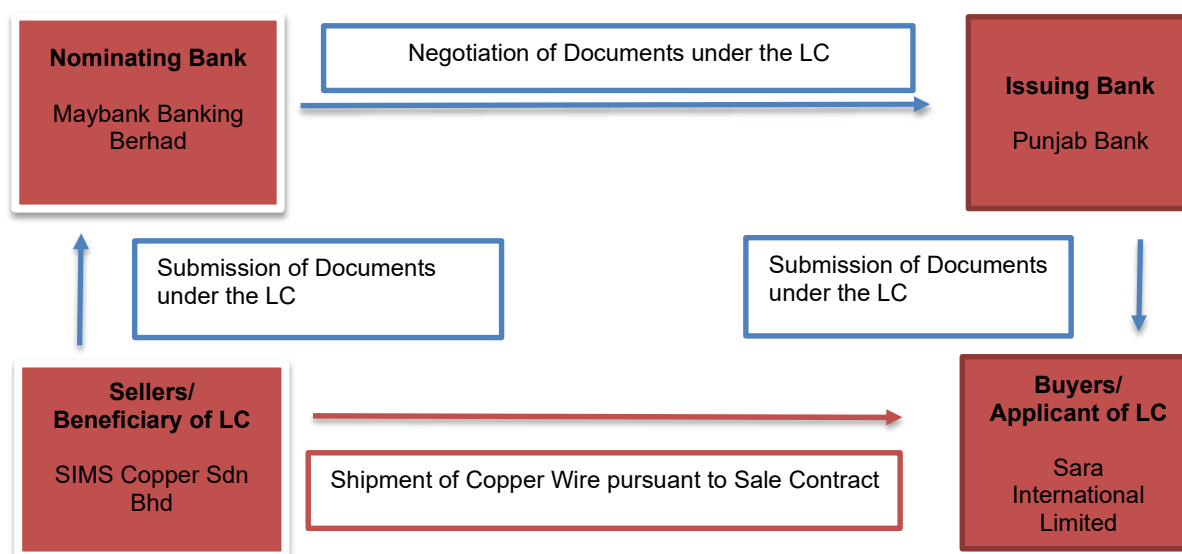 Nominating Bank
Maybank Banking
Berhad
Negotiation of Documents under the LC
Issuing Bank
Punjab Bank
Submission of Documents
under the LC
Submission of Documents
under the LC
Sellers/
Beneficiary of LC
SIMS Copper Sdn
Bhd
Shipment of Copper Wire pursuant to Sale Contract
Buyers/
Applicant of LC
Sara
International
Limited